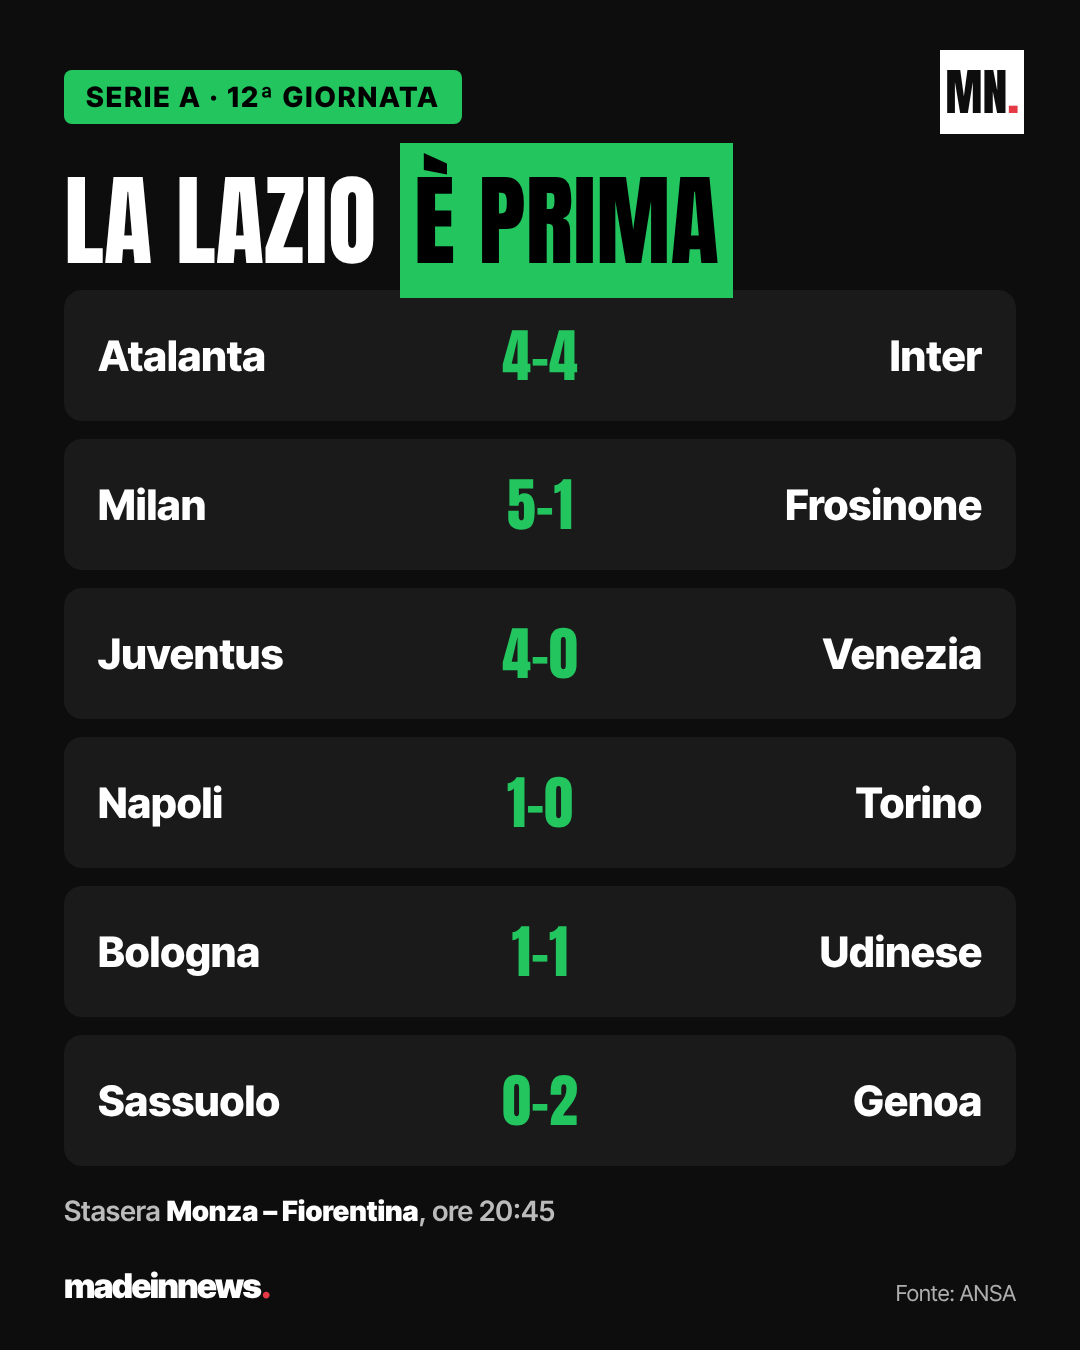 SERIE A · 12ª GIORNATA
MN.
LA LAZIO È PRIMA
Atalanta 4-4 Inter
Milan 5-1 Frosinone
Juventus 4-0 Venezia
Napoli 1-0 Torino
Bologna 1-1 Udinese
Sassuolo 0-2 Genoa
Stasera Monza – Fiorentina, ore 20:45
madeinnews.
Fonte: ANSA